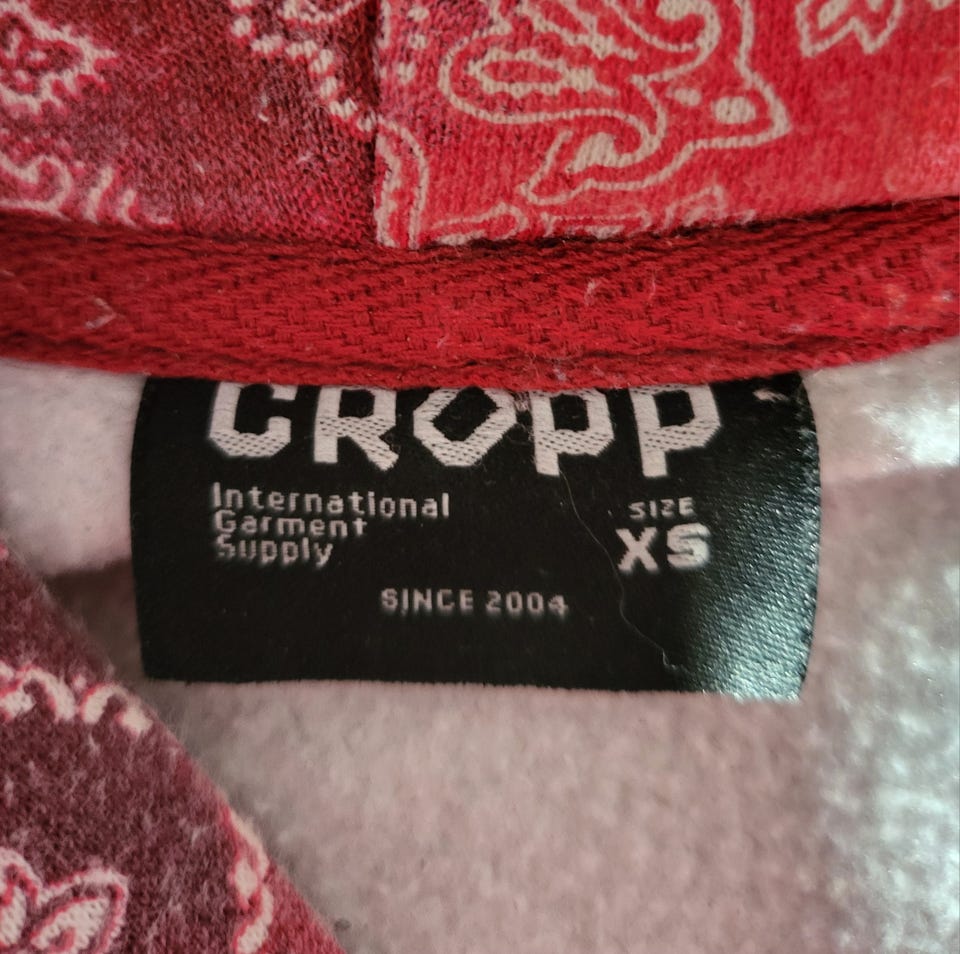 CROPP
International
Garment
Supply
SIZE
XS
SINCE 2004